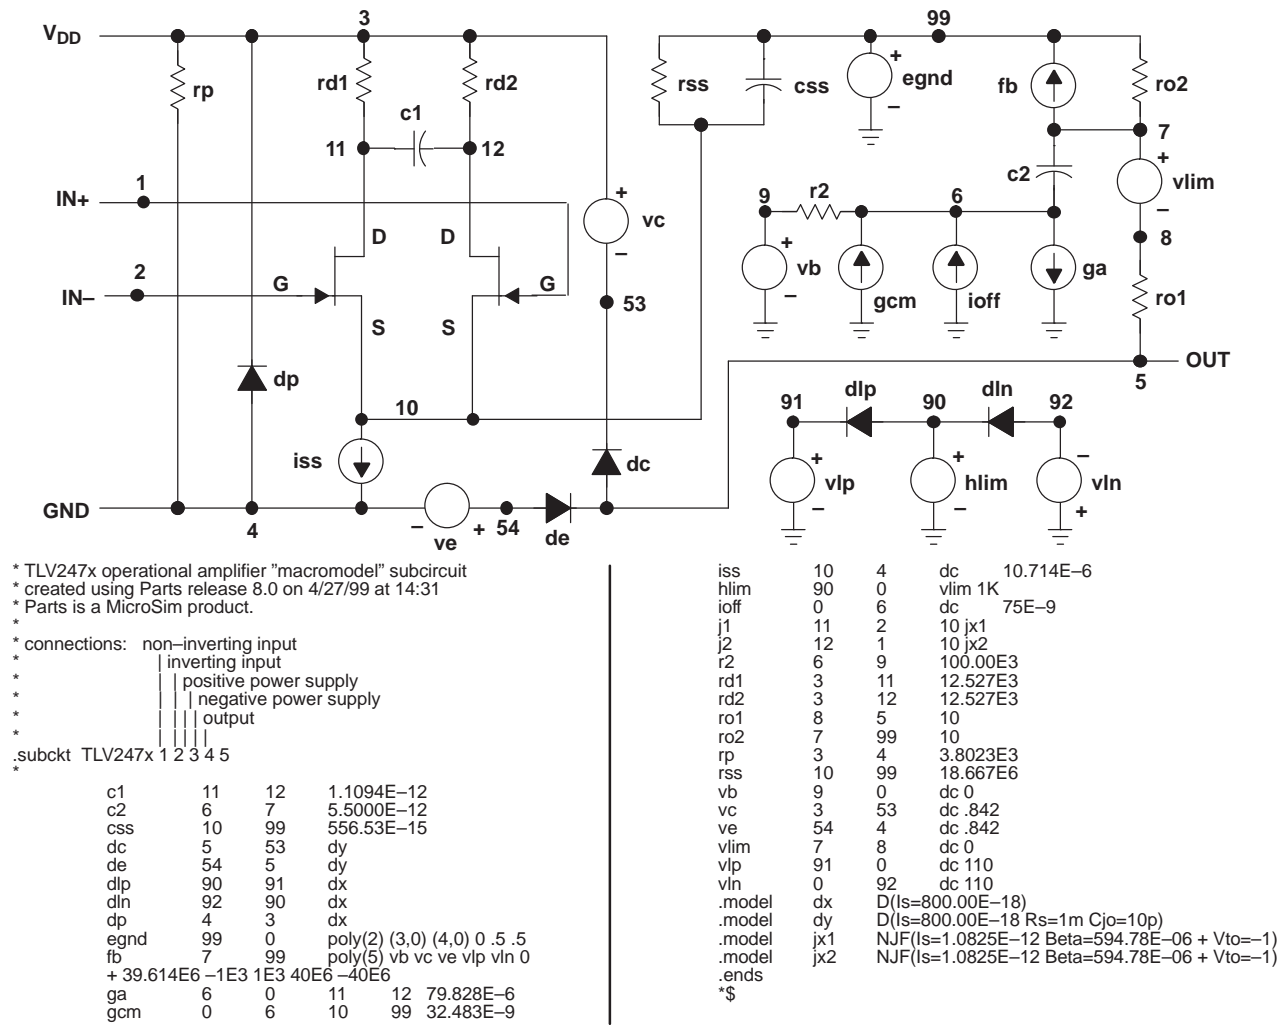 3
99
VDD
rp
rd1
rd2
rss
css
egnd
fb
ro2
c1
11
12
7
c2
vlim
1
IN+
9
r2
6
8
D
D
vc
vb
gcm
ioff
ga
ro1
2
IN–
G
G
53
S
S
OUT
5
dp
10
dlp
dln
91
90
92
iss
dc
vlp
hlim
vln
GND
4
ve
54
de
* TLV247x operational amplifier ”macromodel” subcircuit
* created using Parts release 8.0 on 4/27/99 at 14:31
* Parts is a MicroSim product.
*
* connections: non–inverting input
* | inverting input
* | | positive power supply
* | | | negative power supply
* | | | | output
* | | | | |
.subckt TLV247x 1 2 3 4 5
*
c1 11 12 1.1094E–12
c2 6 7 5.5000E–12
css 10 99 556.53E–15
dc 5 53 dy
de 54 5 dy
dlp 90 91 dx
dln 92 90 dx
dp 4 3 dx
egnd 99 0 poly(2) (3,0) (4,0) 0 .5 .5
fb 7 99 poly(5) vb vc ve vlp vln 0
+ 39.614E6 –1E3 1E3 40E6 –40E6
ga 6 0 11 12 79.828E–6
gcm 0 6 10 99 32.483E–9
iss 10 4 dc 10.714E–6
hlim 90 0 vlim 1K
ioff 0 6 dc 75E–9
j1 11 2 10 jx1
j2 12 1 10 jx2
r2 6 9 100.00E3
rd1 3 11 12.527E3
rd2 3 12 12.527E3
ro1 8 5 10
ro2 7 99 10
rp 3 4 3.8023E3
rss 10 99 18.667E6
vb 9 0 dc 0
vc 3 53 dc .842
ve 54 4 dc .842
vlim 7 8 dc 0
vlp 91 0 dc 110
vln 0 92 dc 110
.model dx D(Is=800.00E–18)
.model dy D(Is=800.00E–18 Rs=1m Cjo=10p)
.model jx1 NJF(Is=1.0825E–12 Beta=594.78E–06 + Vto=–1)
.model jx2 NJF(Is=1.0825E–12 Beta=594.78E–06 + Vto=–1)
.ends
*$